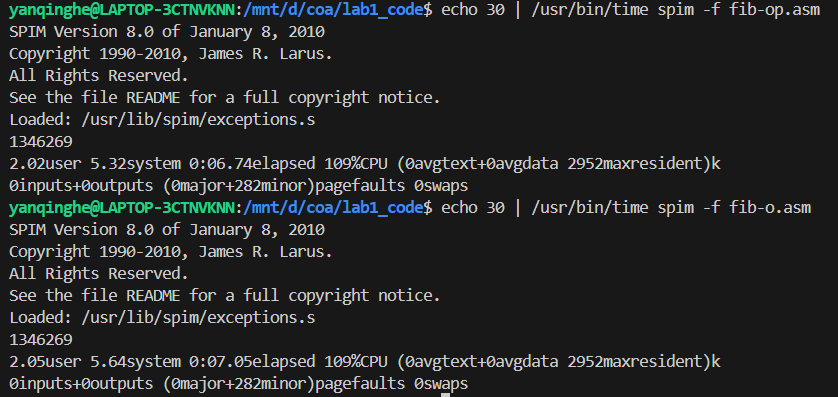 yanqinghe@LAPTOP-3CTNVKNN:/mnt/d/coa/lab1_code$ echo 30 | /usr/bin/time spim -f fib-op.asm
SPIM Version 8.0 of January 8, 2010
Copyright 1990-2010, James R. Larus.
All Rights Reserved.
See the file README for a full copyright notice.
Loaded: /usr/lib/spim/exceptions.s
1346269
2.02user 5.32system 0:06.74elapsed 109%CPU (0avgtext+0avgdata 2952maxresident)k
0inputs+0outputs (0major+282minor)pagefaults 0swaps
yanqinghe@LAPTOP-3CTNVKNN:/mnt/d/coa/lab1_code$ echo 30 | /usr/bin/time spim -f fib-o.asm
SPIM Version 8.0 of January 8, 2010
Copyright 1990-2010, James R. Larus.
All Rights Reserved.
See the file README for a full copyright notice.
Loaded: /usr/lib/spim/exceptions.s
1346269
2.05user 5.64system 0:07.05elapsed 109%CPU (0avgtext+0avgdata 2952maxresident)k
0inputs+0outputs (0major+282minor)pagefaults 0swaps